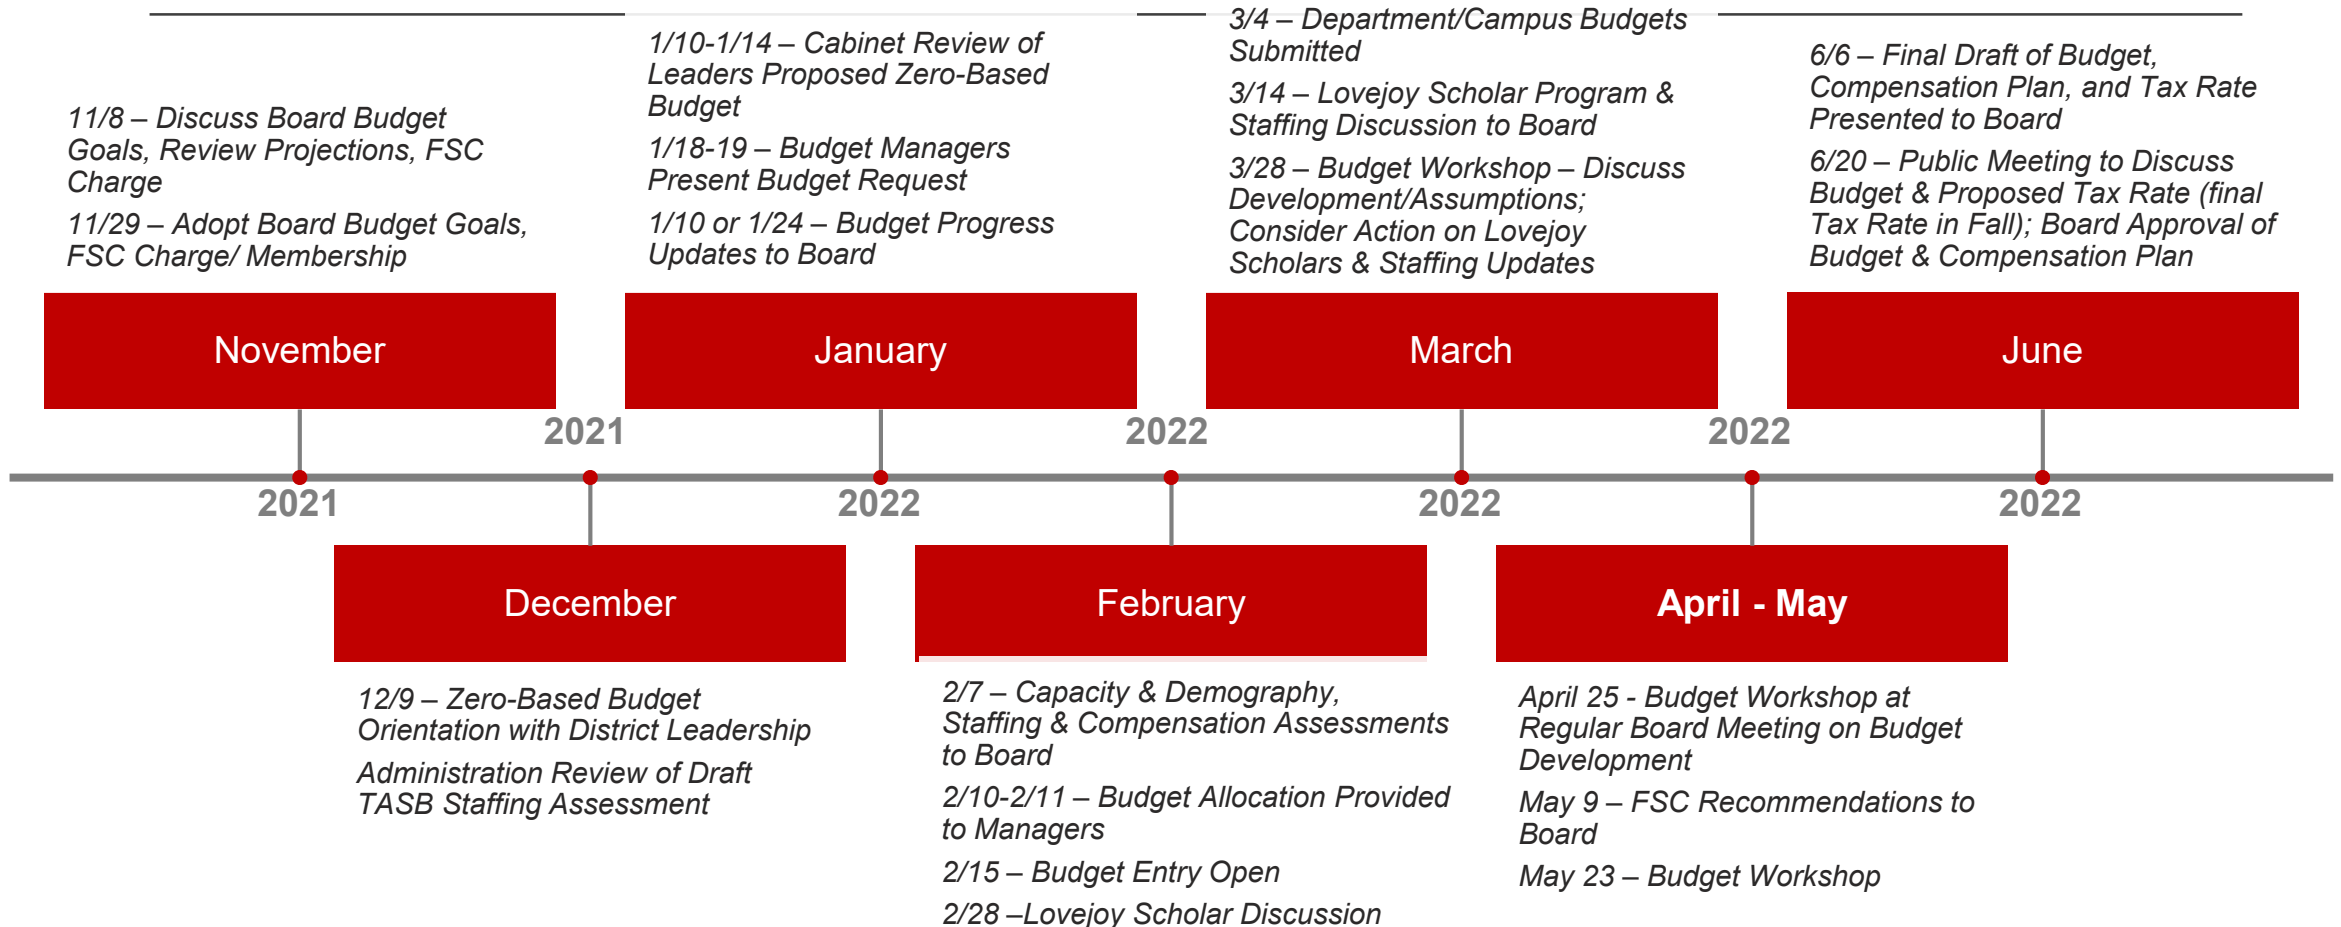 11/8 – Discuss Board Budget
Goals, Review Projections, FSC
Charge
11/29 – Adopt Board Budget Goals,
FSC Charge/ Membership
November
2021
1/10-1/14 – Cabinet Review of
Leaders Proposed Zero-Based
Budget
1/18-19 – Budget Managers
Present Budget Request
1/10 or 1/24 – Budget Progress
Updates to Board
January
2022
3/4 – Department/Campus Budgets
Submitted
3/14 – Lovejoy Scholar Program &
Staffing Discussion to Board
3/28 – Budget Workshop – Discuss
Development/Assumptions;
Consider Action on Lovejoy
Scholars & Staffing Updates
March
2022
6/6 – Final Draft of Budget,
Compensation Plan, and Tax Rate
Presented to Board
6/20 – Public Meeting to Discuss
Budget & Proposed Tax Rate (final
Tax Rate in Fall); Board Approval of
Budget & Compensation Plan
June
2022
2021
December
12/9 – Zero-Based Budget
Orientation with District Leadership
Administration Review of Draft
TASB Staffing Assessment
2022
February
2/7 – Capacity & Demography,
Staffing & Compensation Assessments
to Board
2/10-2/11 – Budget Allocation Provided
to Managers
2/15 – Budget Entry Open
2/28 –Lovejoy Scholar Discussion
2022
April - May
April 25 - Budget Workshop at
Regular Board Meeting on Budget
Development
May 9 – FSC Recommendations to
Board
May 23 – Budget Workshop